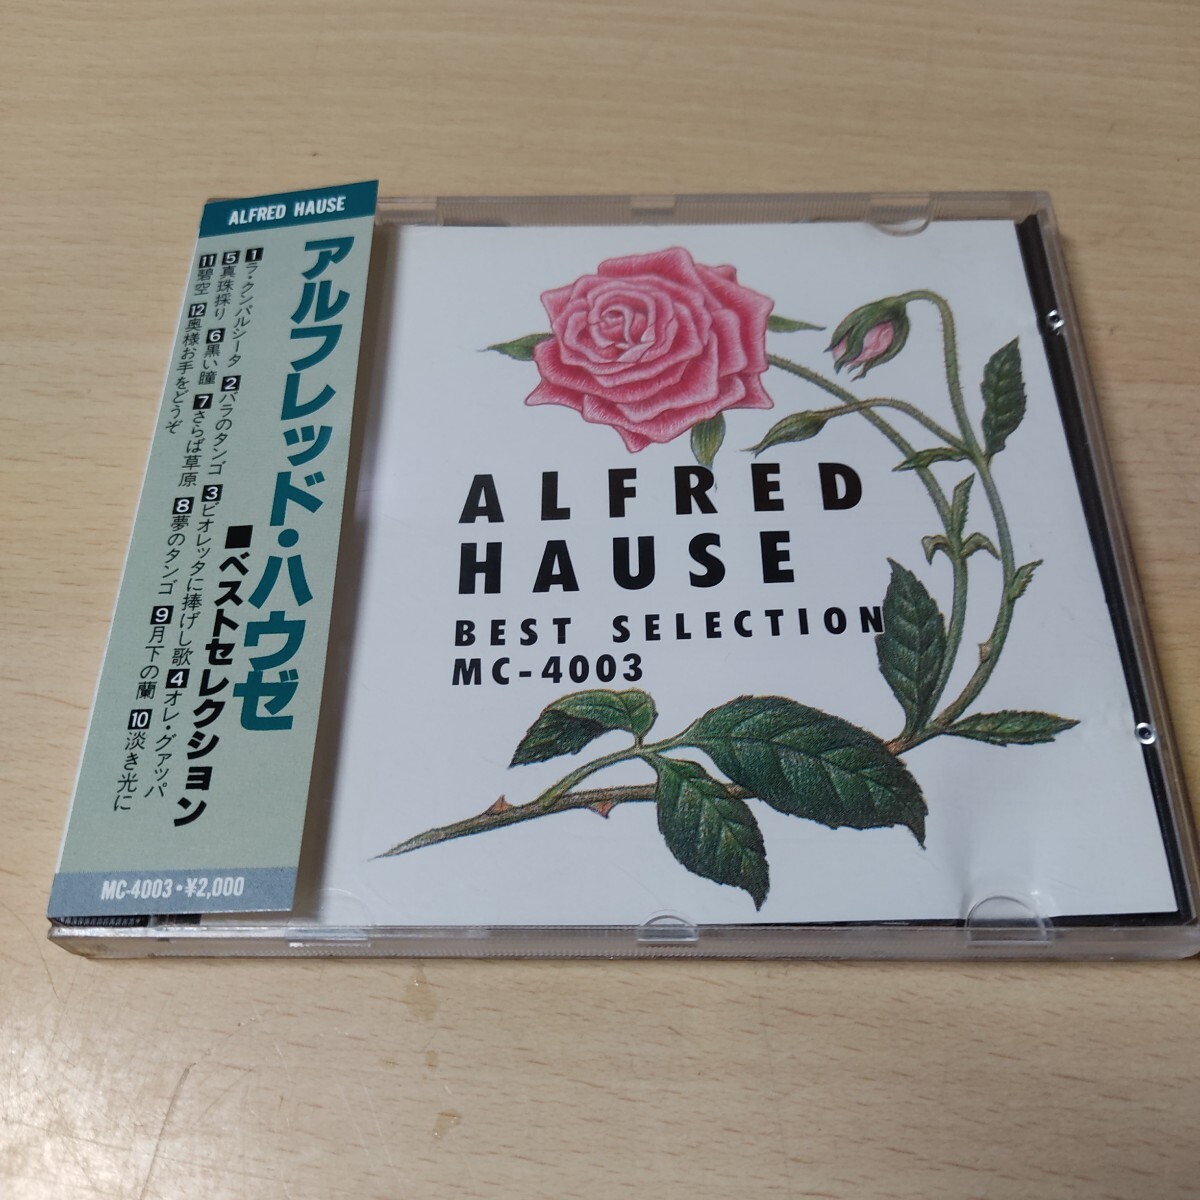 ALFRED HAUSE
アルフレッド・ハウゼ
■ベストセレクション
1ラ・クンパルシータ 2バラのタンゴ 3ビオレッタに捧げし歌 4オレ・グァッパ
5真珠採り 6黒い瞳 7さらば草原 8夢のタンゴ 9月下の蘭 10淡き光に
11碧空 12奥様お手をどうぞ
MC-4003・¥2,000
ALFRED
HAUSE
BEST SELECTION
MC-4003